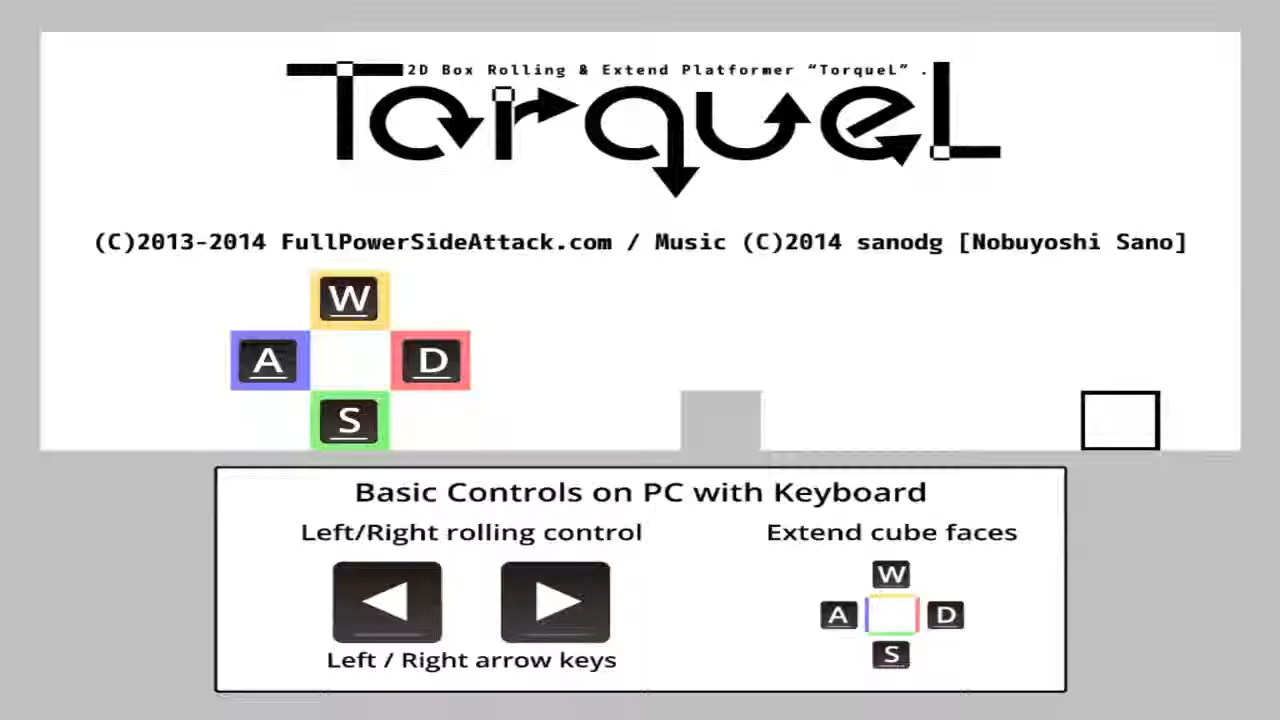 2D Box Rolling & Extend Platformer “TorqueL” .
TorqueL
(C)2013-2014 FullPowerSideAttack.com / Music (C)2014 sanodg [Nobuyoshi Sano]
W
A D
S
Basic Controls on PC with Keyboard
Left/Right rolling control Extend cube faces
W
A D
S
Left / Right arrow keys